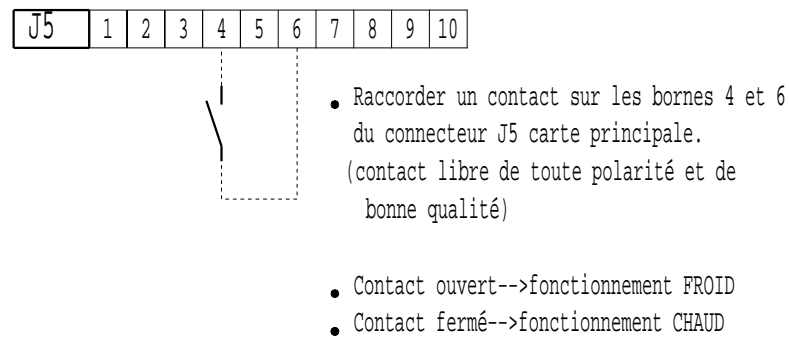 J5 1 2 3 4 5 6 7 8 9 10
• Raccorder un contact sur les bornes 4 et 6
du connecteur J5 carte principale.
(contact libre de toute polarité et de
bonne qualité)
• Contact ouvert-->fonctionnement FROID
• Contact fermé-->fonctionnement CHAUD